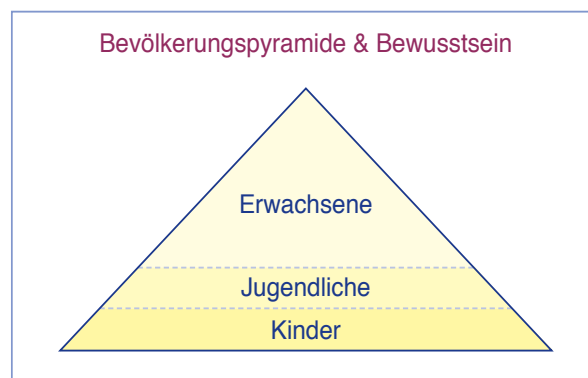 Bevölkerungspyramide & Bewusstsein
Erwachsene
Jugendliche
Kinder